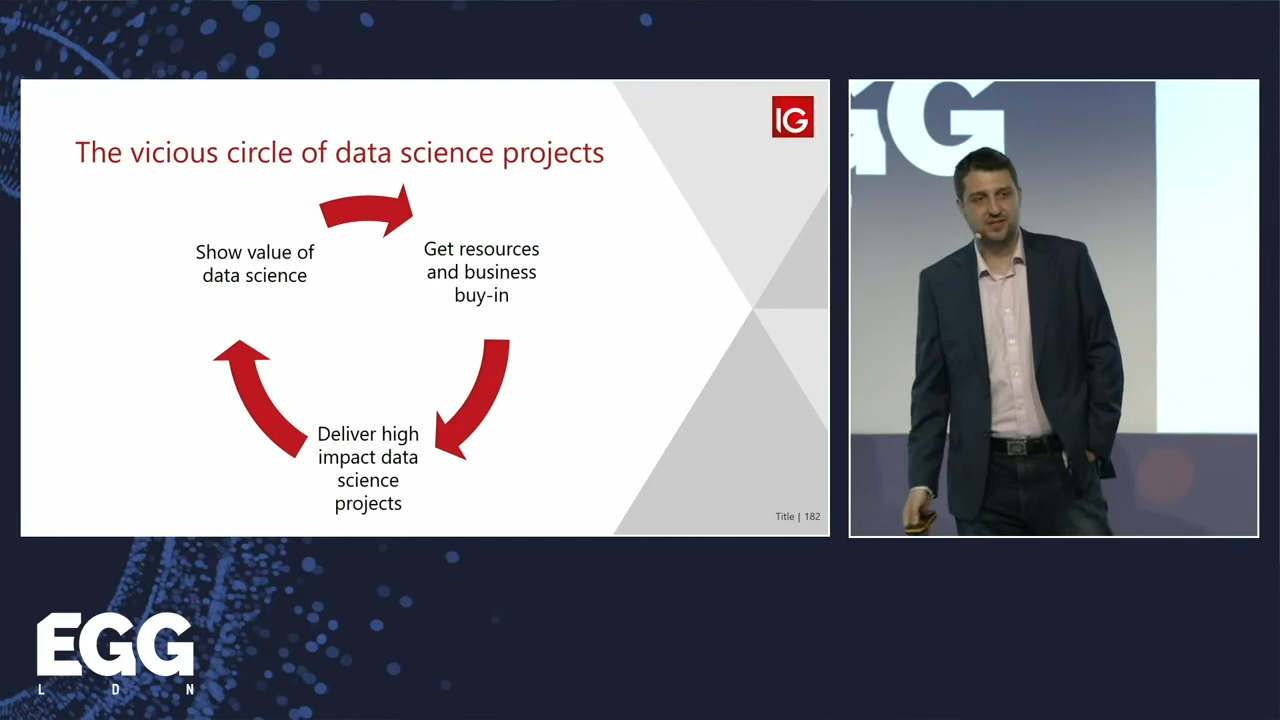 The vicious circle of data science projects
IG
Show value of
data science
Get resources
and business
buy-in
Deliver high
impact data
science
projects
Title | 182
EGG
EGG
L D N